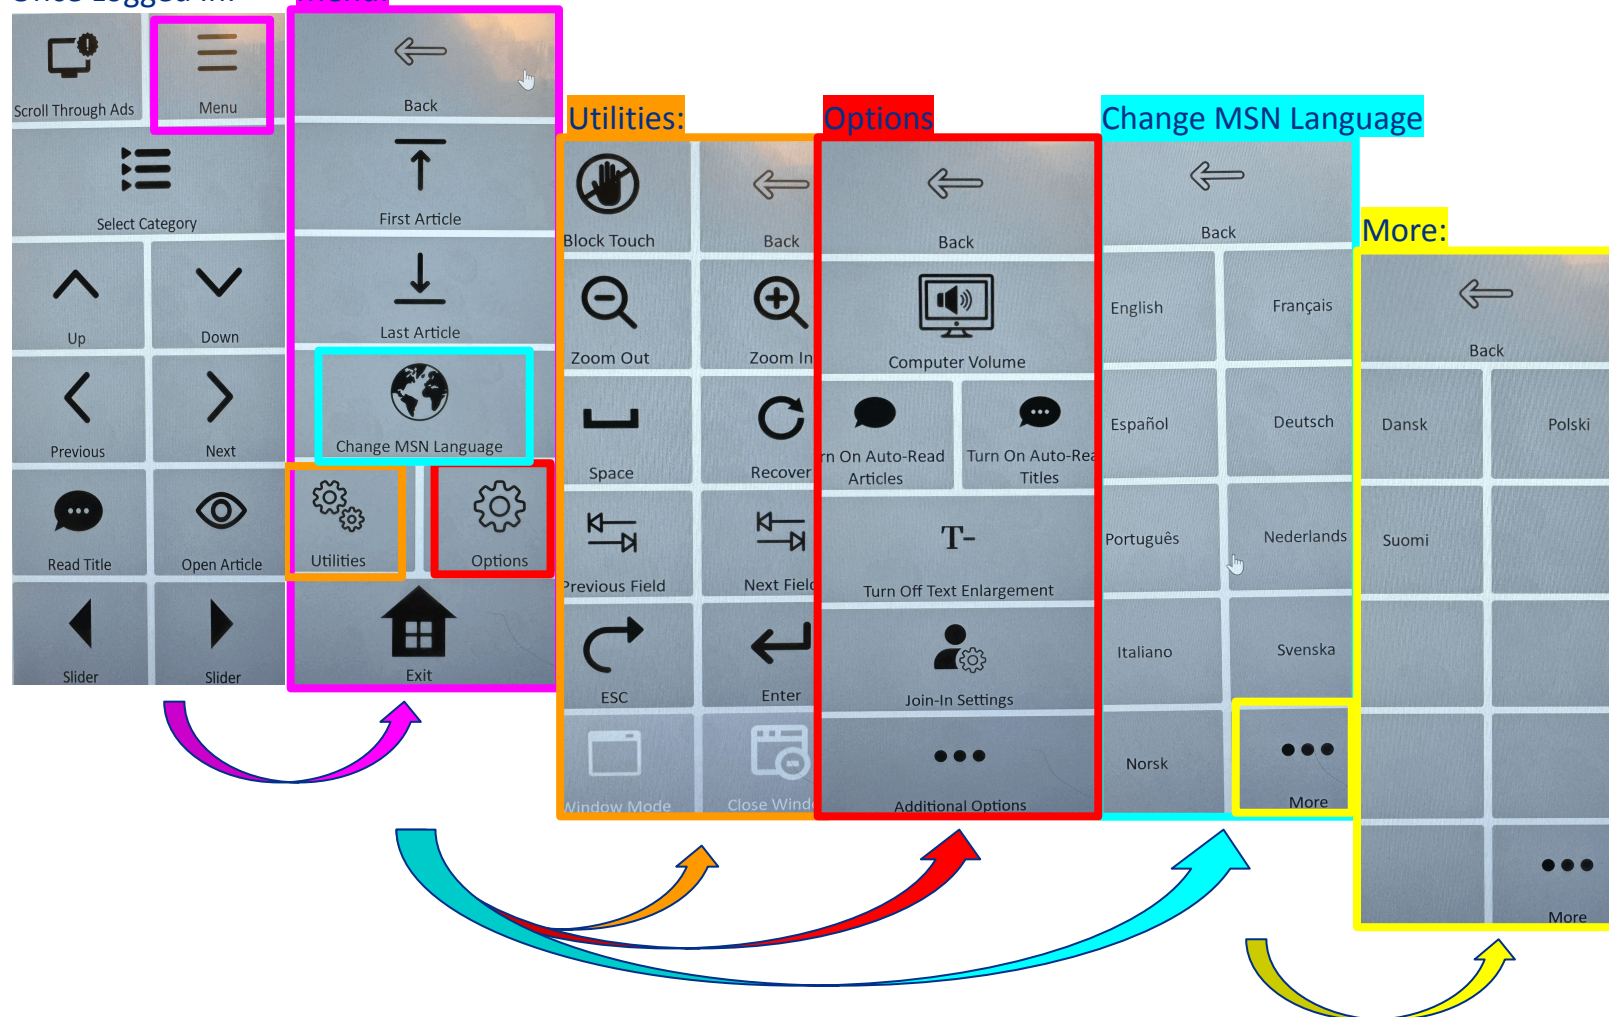 Once Logged In:
Menu:
Scroll Through Ads
Menu
Select Category
Up
Down
Previous
Next
Read Title
Open Article
Slider
Slider
Back
First Article
Last Article
Change MSN Language
Utilities
Options
Exit
Utilities:
Block Touch
Back
Zoom Out
Zoom In
Space
Recover
Previous Field
Next Field
ESC
Enter
Window Mode
Close Wind
Options
Back
Computer Volume
rn On Auto-Read
Articles
Turn On Auto-Rea
Titles
T-
Turn Off Text Enlargement
Join-In Settings
Additional Options
Change MSN Language
Back
English
Français
Español
Deutsch
Português
Nederlands
Italiano
Svenska
Norsk
More
More:
Back
Dansk
Polski
Suomi
More